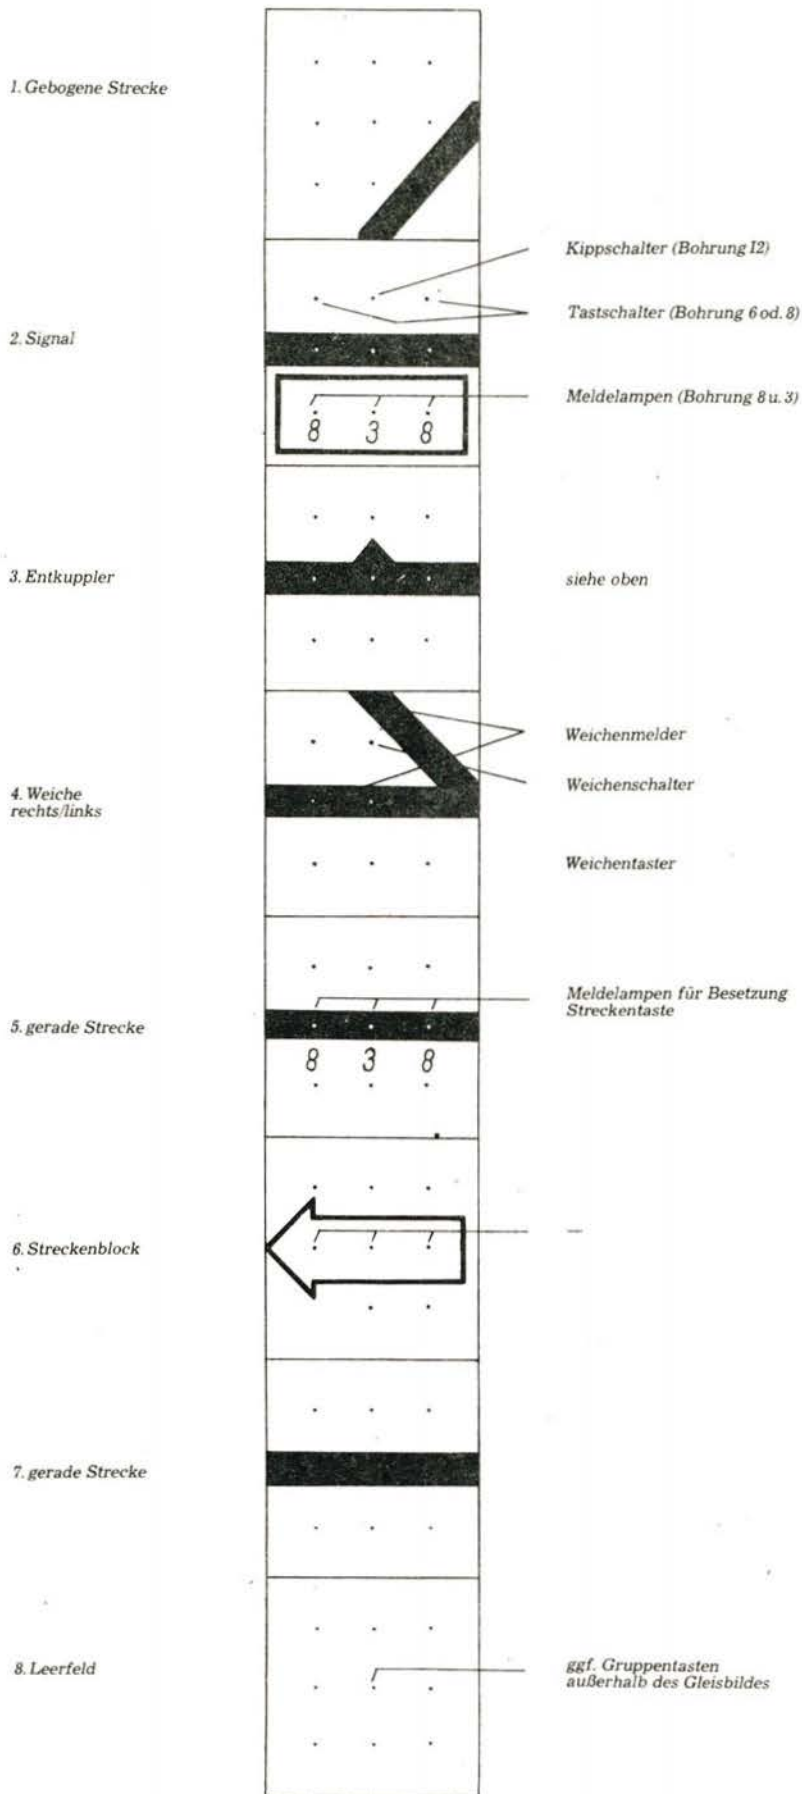 1. Gebogene Strecke
Kippschalter (Bohrung 12)
Tastschalter (Bohrung 6 od. 8)
2. Signal
Meldelampen (Bohrung 8 u. 3)
8 3 8
3. Entkuppler
siehe oben
Weichenmelder
Weichenschalter
4. Weiche
rechts/links
Weichentaster
Meldelampen für Besetzung
Streckentaste
5. gerade Strecke
8 3 8
6. Streckenblock
—
7. gerade Strecke
8. Leerfeld
ggf. Gruppentasten
außerhalb des Gleisbildes